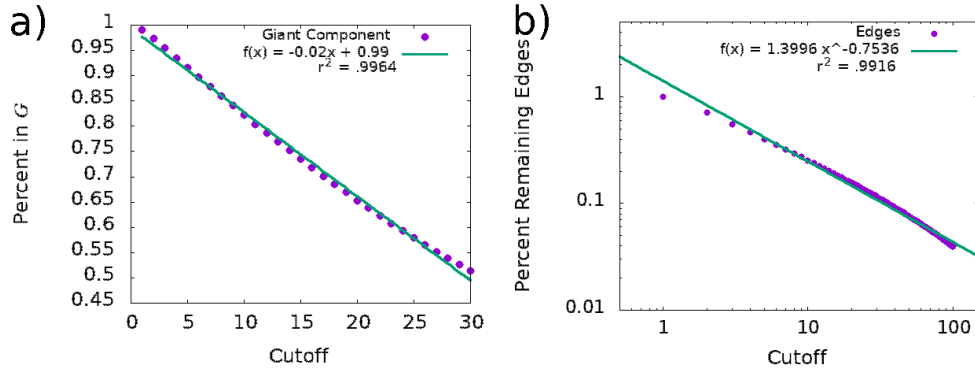 a)
Percent in G
1
0.95
0.9
0.85
0.8
0.75
0.7
0.65
0.6
0.55
0.5
0.45
Giant Component
f(x) = -0.02x + 0.99
r² = .9964
0 5 10 15 20 25 30
Cutoff
b)
Percent Remaining Edges
1
0.1
0.01
Edges
f(x) = 1.3996 x^-0.7536
r² = .9916
1 10 100
Cutoff